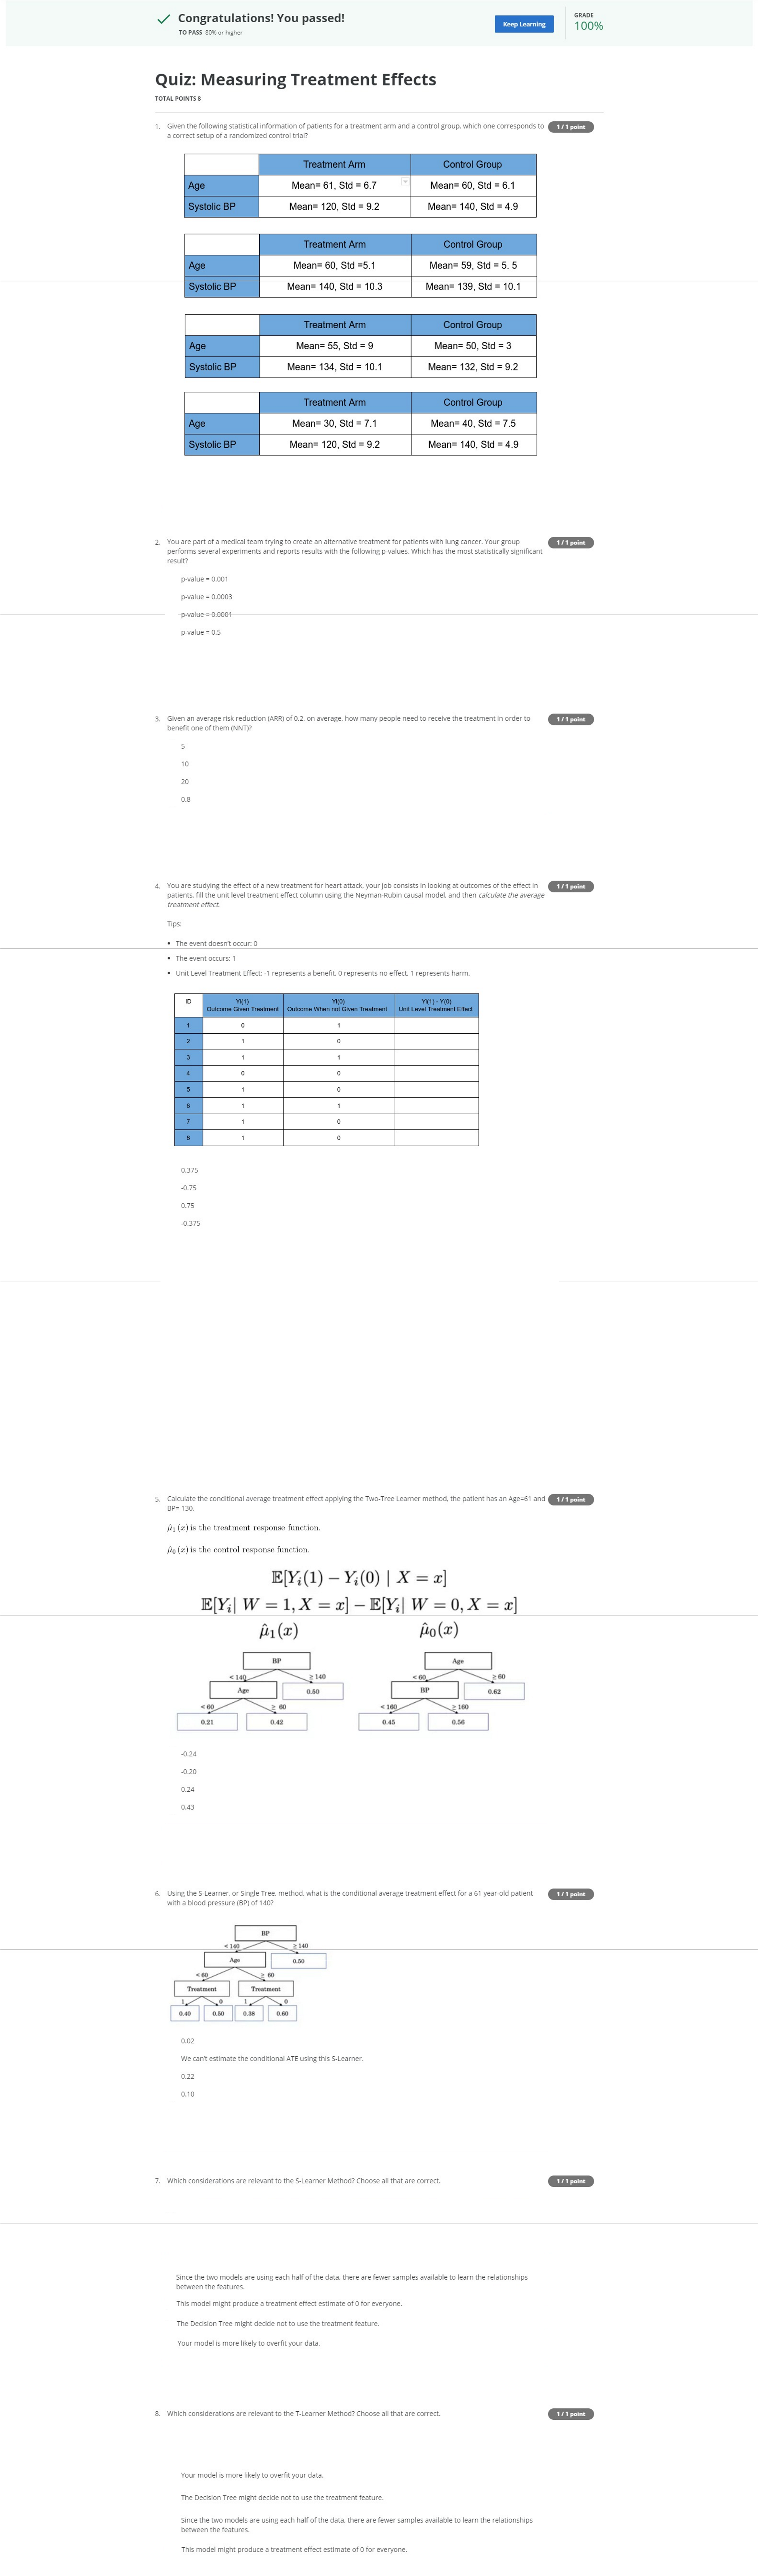 Congratulations! You passed!
TO PASS 80% or higher
Keep Learning
GRADE
100%
Quiz: Measuring Treatment Effects
TOTAL POINTS 8
1. Given the following statistical information of patients for a treatment arm and a control group, which one corresponds to
a correct setup of a randomized control trial?
1 / 1 point
Treatment Arm Control Group
Age Mean= 61, Std = 6.7 Mean= 60, Std = 6.1
Systolic BP Mean= 120, Std = 9.2 Mean= 140, Std = 4.9
Treatment Arm Control Group
Age Mean= 60, Std =5.1 Mean= 59, Std = 5. 5
Systolic BP Mean= 140, Std = 10.3 Mean= 139, Std = 10.1
Treatment Arm Control Group
Age Mean= 55, Std = 9 Mean= 50, Std = 3
Systolic BP Mean= 134, Std = 10.1 Mean= 132, Std = 9.2
Treatment Arm Control Group
Age Mean= 30, Std = 7.1 Mean= 40, Std = 7.5
Systolic BP Mean= 120, Std = 9.2 Mean= 140, Std = 4.9
2. You are part of a medical team trying to create an alternative treatment for patients with lung cancer. Your group
performs several experiments and reports results with the following p-values. Which has the most statistically significant
result?
1 / 1 point
p-value = 0.001
p-value = 0.0003
p-value = 0.0001
p-value = 0.5
3. Given an average risk reduction (ARR) of 0.2, on average, how many people need to receive the treatment in order to
benefit one of them (NNT)?
1 / 1 point
5
10
20
0.8
4. You are studying the effect of a new treatment for heart attack, your job consists in looking at outcomes of the effect in
patients, fill the unit level treatment effect column using the Neyman-Rubin causal model, and then calculate the average
treatment effect.
1 / 1 point
Tips:
• The event doesn't occur: 0
• The event occurs: 1
• Unit Level Treatment Effect: -1 represents a benefit, 0 represents no effect, 1 represents harm.
ID Yi(1) Yi(0) Yi(1) - Y(0)
Outcome Given Treatment Outcome When not Given Treatment Unit Level Treatment Effect
1 0 1
2 1 0
3 1 1
4 0 0
5 1 0
6 1 1
7 1 0
8 1 0
0.375
-0.75
0.75
-0.375
5. Calculate the conditional average treatment effect applying the Two-Tree Learner method, the patient has an Age=61 and
BP= 130.
1 / 1 point
μ̂₁ (x) is the treatment response function.
μ̂₀ (x) is the control response function.
𝔼[Yᵢ(1) − Yᵢ(0) | X = x]
𝔼[Yᵢ| W = 1, X = x] − 𝔼[Yᵢ| W = 0, X = x]
μ̂₁(x) μ̂₀(x)
BP Age
< 140 ≥ 140 < 60 ≥ 60
Age 0.50 BP 0.62
< 60 ≥ 60 < 160 ≥ 160
0.21 0.42 0.45 0.56
-0.24
-0.20
0.24
0.43
6. Using the S-Learner, or Single Tree, method, what is the conditional average treatment effect for a 61 year-old patient
with a blood pressure (BP) of 140?
1 / 1 point
BP
< 140 ≥ 140
Age 0.50
< 60 ≥ 60
Treatment Treatment
1 0 1 0
0.40 0.50 0.38 0.60
0.02
We can't estimate the conditional ATE using this S-Learner.
0.22
0.10
7. Which considerations are relevant to the S-Learner Method? Choose all that are correct.
1 / 1 point
Since the two models are using each half of the data, there are fewer samples available to learn the relationships
between the features.
This model might produce a treatment effect estimate of 0 for everyone.
The Decision Tree might decide not to use the treatment feature.
Your model is more likely to overfit your data.
8. Which considerations are relevant to the T-Learner Method? Choose all that are correct.
1 / 1 point
Your model is more likely to overfit your data.
The Decision Tree might decide not to use the treatment feature.
Since the two models are using each half of the data, there are fewer samples available to learn the relationships
between the features.
This model might produce a treatment effect estimate of 0 for everyone.